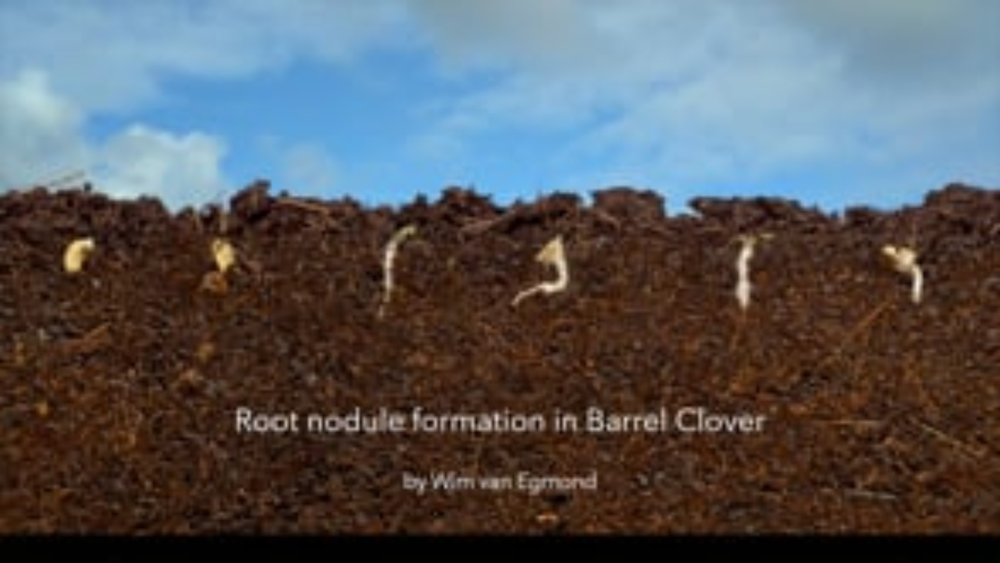 Root nodule formation in Barrel Clover
by Wim van Egmond